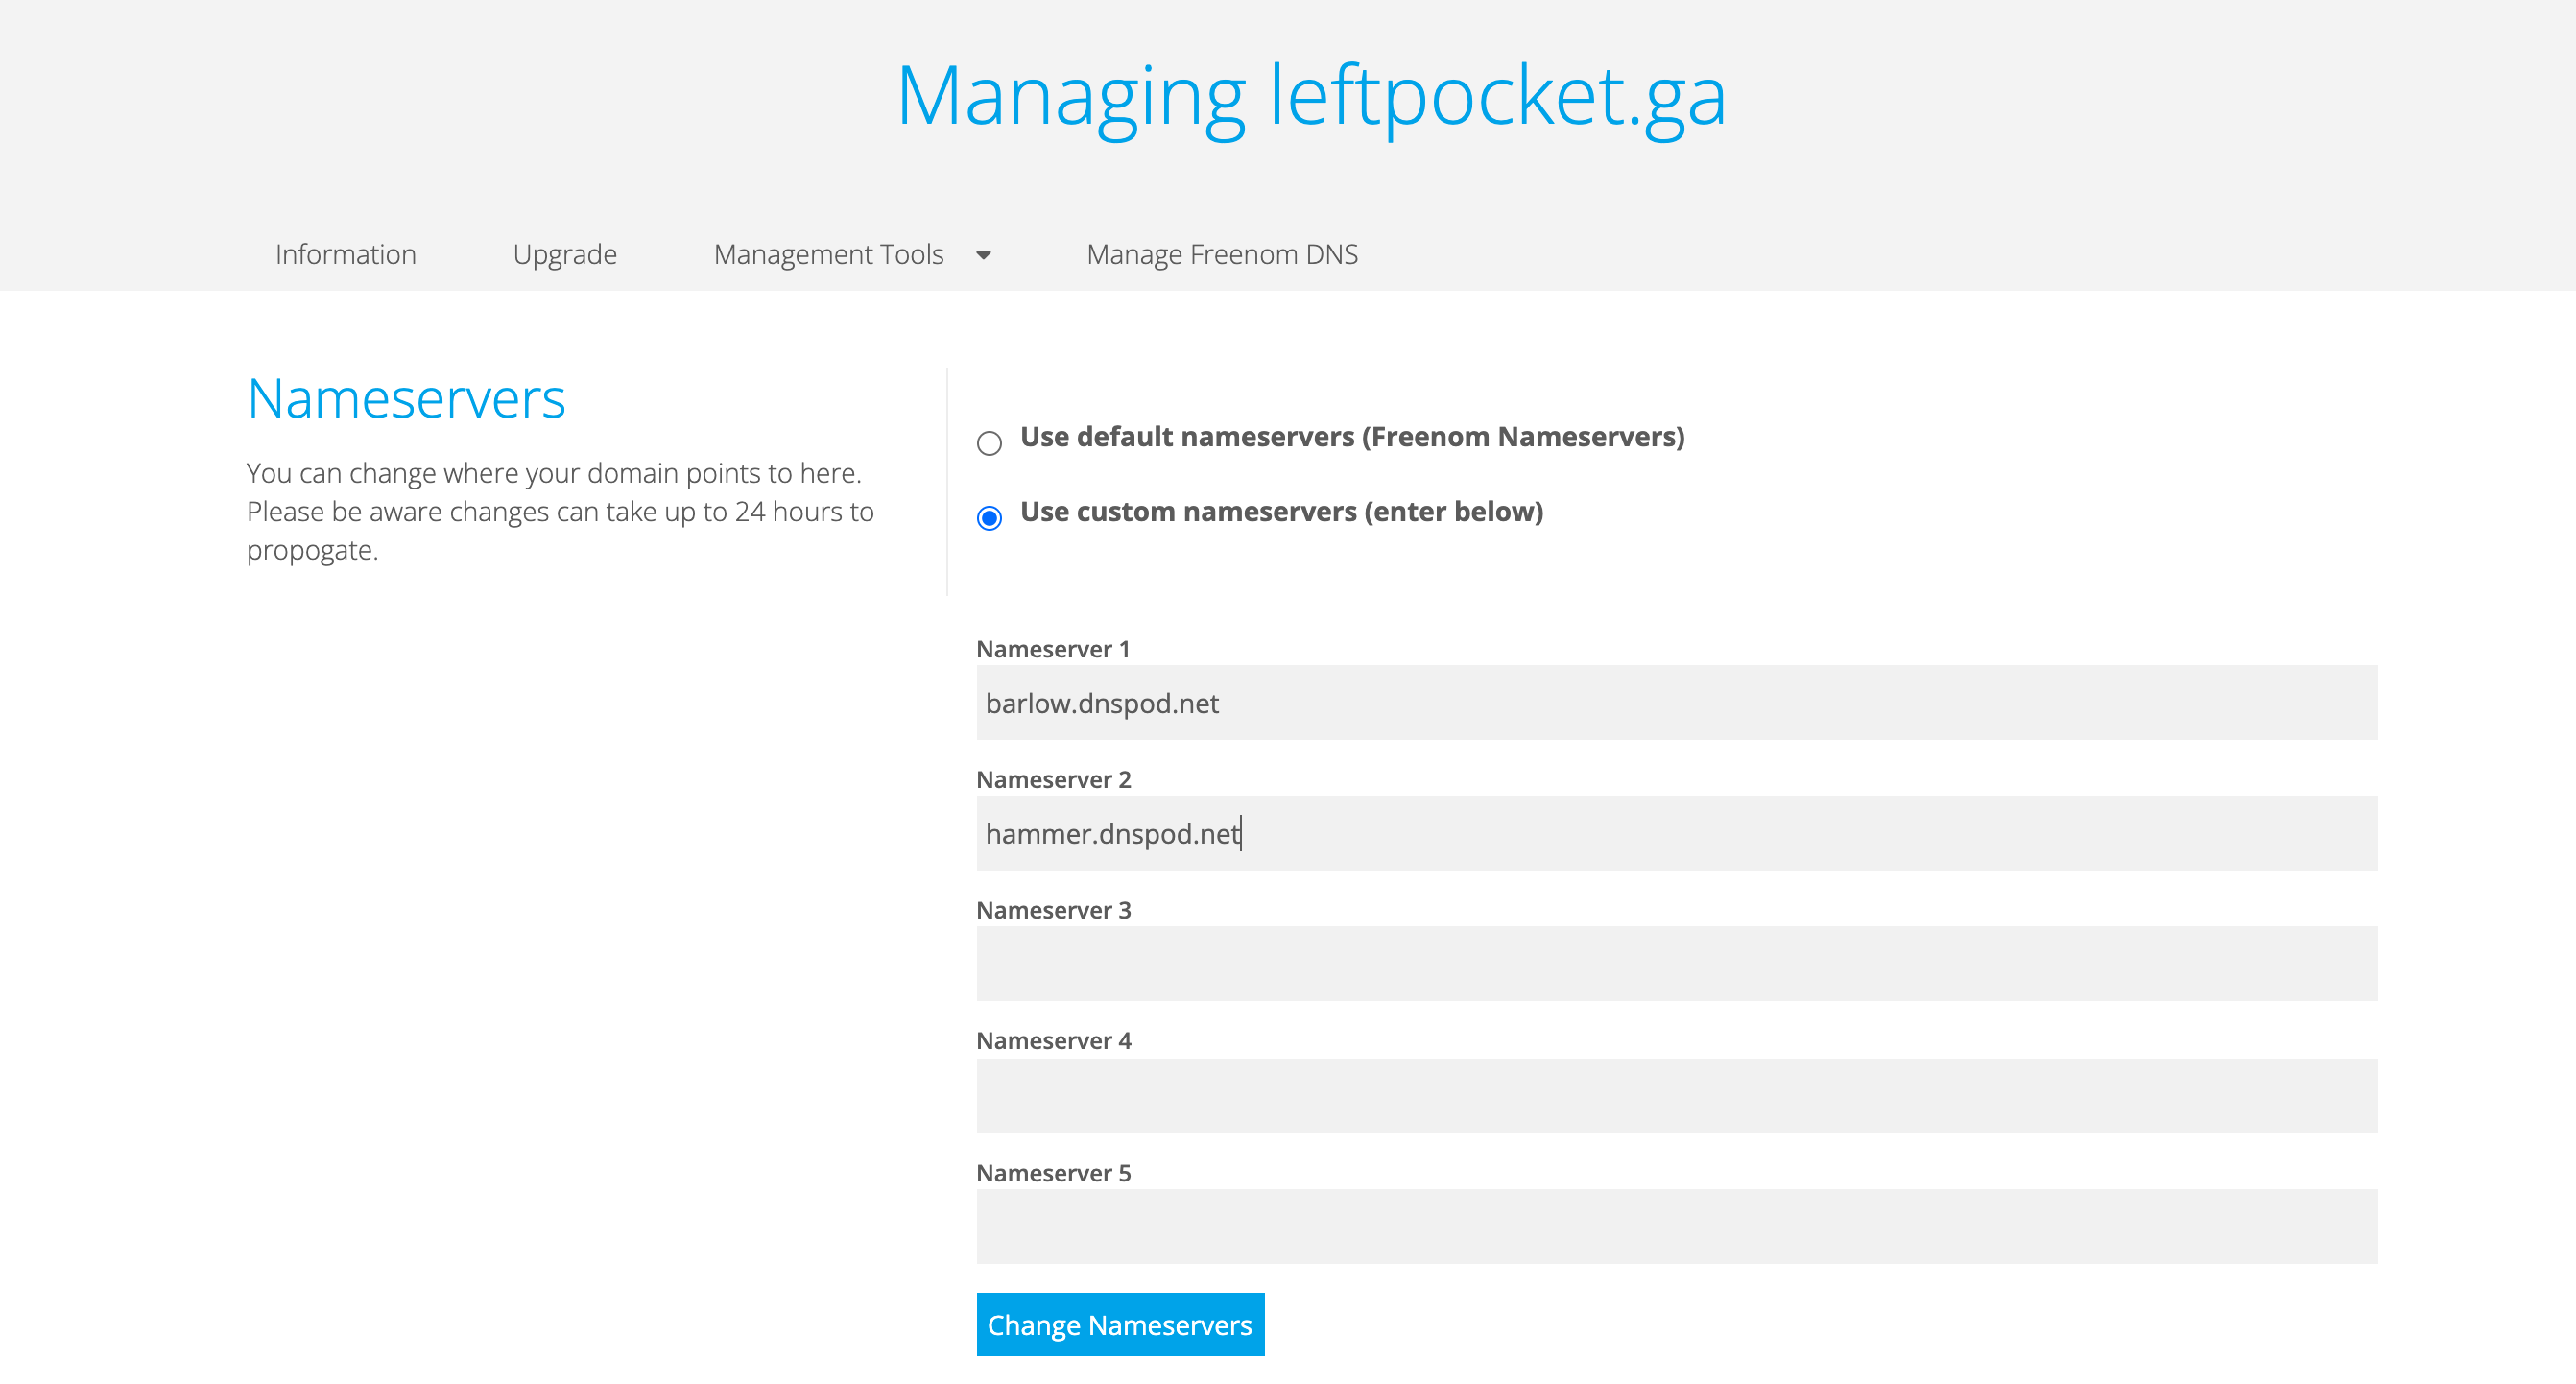 Managing leftpocket.ga
Information
Upgrade
Management Tools
Manage Freenom DNS
Nameservers
You can change where your domain points to here.
Please be aware changes can take up to 24 hours to
propogate.
Use default nameservers (Freenom Nameservers)
Use custom nameservers (enter below)
Nameserver 1
barlow.dnspod.net
Nameserver 2
hammer.dnspod.net
Nameserver 3
Nameserver 4
Nameserver 5
Change Nameservers